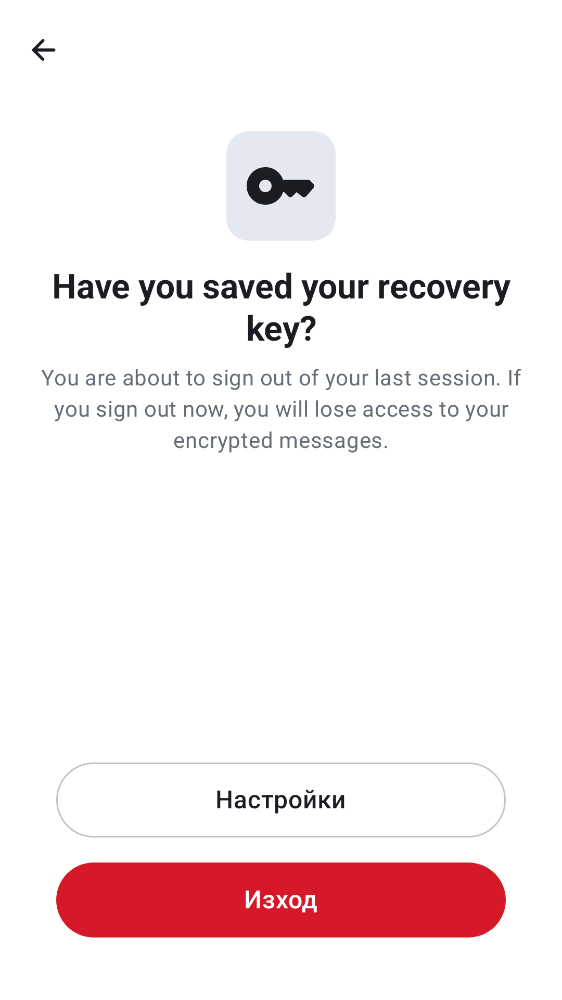 Have you saved your recovery
key?
You are about to sign out of your last session. If
you sign out now, you will lose access to your
encrypted messages.
Настройки
Изход